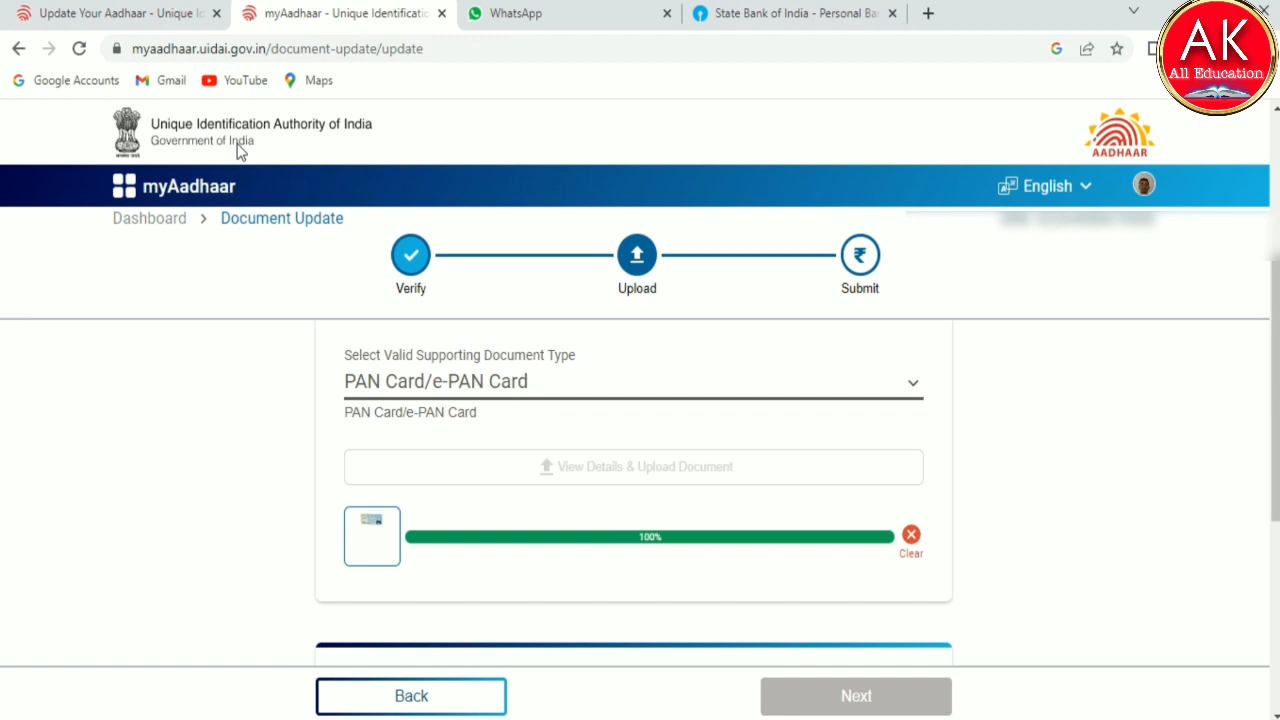 Update Your Aadhaar - Unique Id
myAadhaar - Unique Identificatic
WhatsApp
State Bank of India - Personal Ba
AK
All Education
myaadhaar.uidai.gov.in/document-update/update
Google Accounts
Gmail
YouTube
Maps
Unique Identification Authority of India
Government of India
AADHAAR
myAadhaar
English
Dashboard > Document Update
Verify
Upload
₹
Submit
Select Valid Supporting Document Type
PAN Card/e-PAN Card
PAN Card/e-PAN Card
View Details & Upload Document
100%
Clear
Back
Next